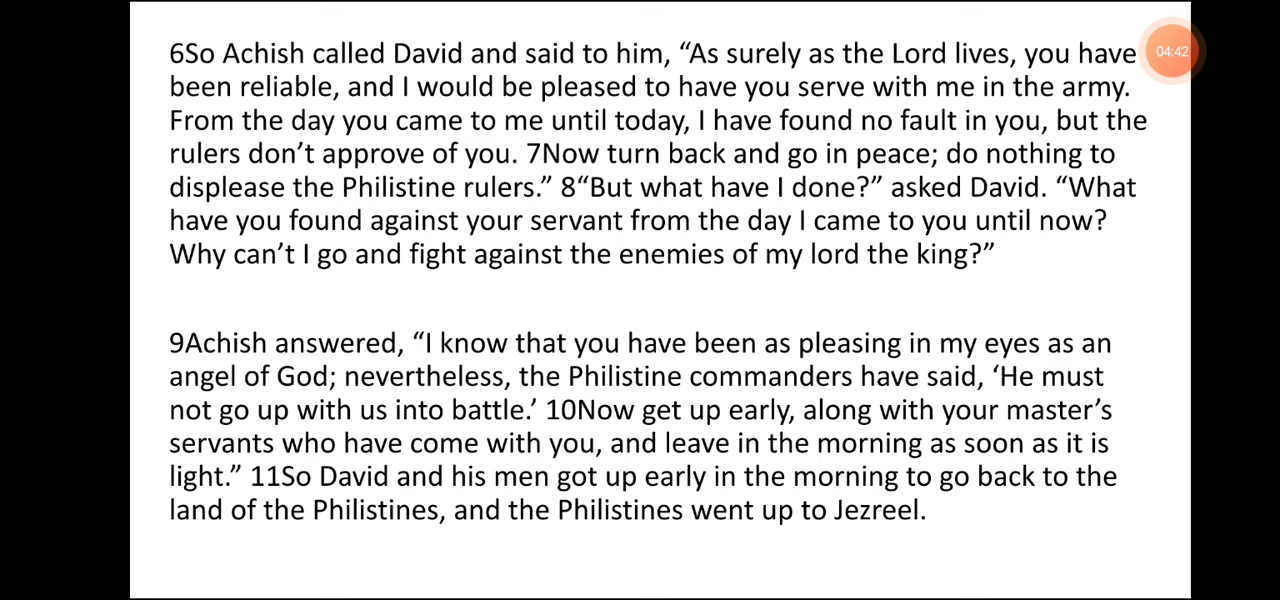 6So Achish called David and said to him, “As surely as the Lord lives, you have
been reliable, and I would be pleased to have you serve with me in the army.
From the day you came to me until today, I have found no fault in you, but the
rulers don’t approve of you. 7Now turn back and go in peace; do nothing to
displease the Philistine rulers.” 8“But what have I done?” asked David. “What
have you found against your servant from the day I came to you until now?
Why can’t I go and fight against the enemies of my lord the king?”
9Achish answered, “I know that you have been as pleasing in my eyes as an
angel of God; nevertheless, the Philistine commanders have said, ‘He must
not go up with us into battle.’ 10Now get up early, along with your master’s
servants who have come with you, and leave in the morning as soon as it is
light.” 11So David and his men got up early in the morning to go back to the
land of the Philistines, and the Philistines went up to Jezreel.
04:42